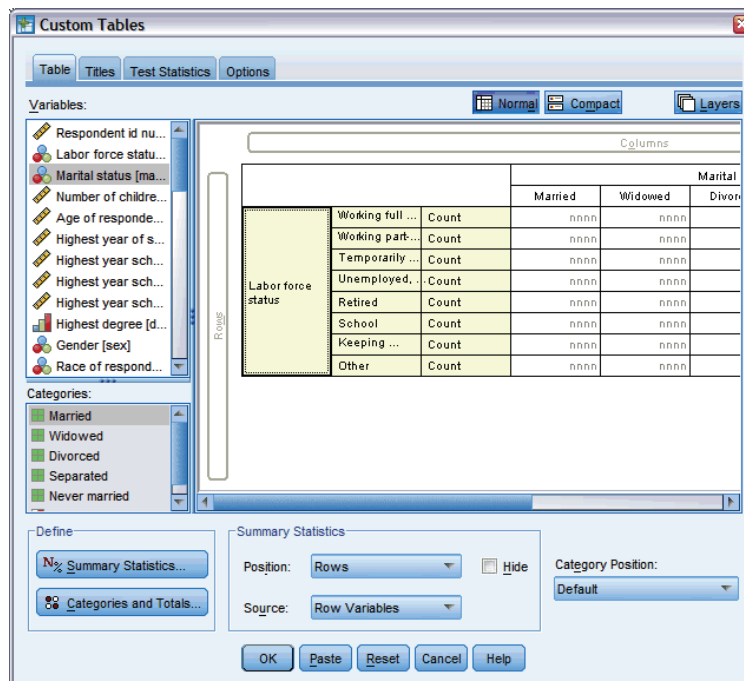 Custom Tables
Table Titles Test Statistics Options
Variables:
Normal Compact Layers
Respondent id nu...
Labor force statu...
Marital status [ma...
Number of childre...
Age of responde...
Highest year of s...
Highest year sch...
Highest year sch...
Highest year sch...
Highest degree [d...
Gender [sex]
Race of respond...
Categories:
Married
Widowed
Divorced
Separated
Never married
Columns
Rows
Marital
Married Widowed Divor
Labor force
status
Working full ... Count nnnn nnnn
Working part-... Count nnnn nnnn
Temporarily ... Count nnnn nnnn
Unemployed, ... Count nnnn nnnn
Retired Count nnnn nnnn
School Count nnnn nnnn
Keeping ... Count nnnn nnnn
Other Count nnnn nnnn
Define
N% Summary Statistics...
Categories and Totals...
Summary Statistics
Position: Rows Hide
Source: Row Variables
Category Position:
Default
OK Paste Reset Cancel Help